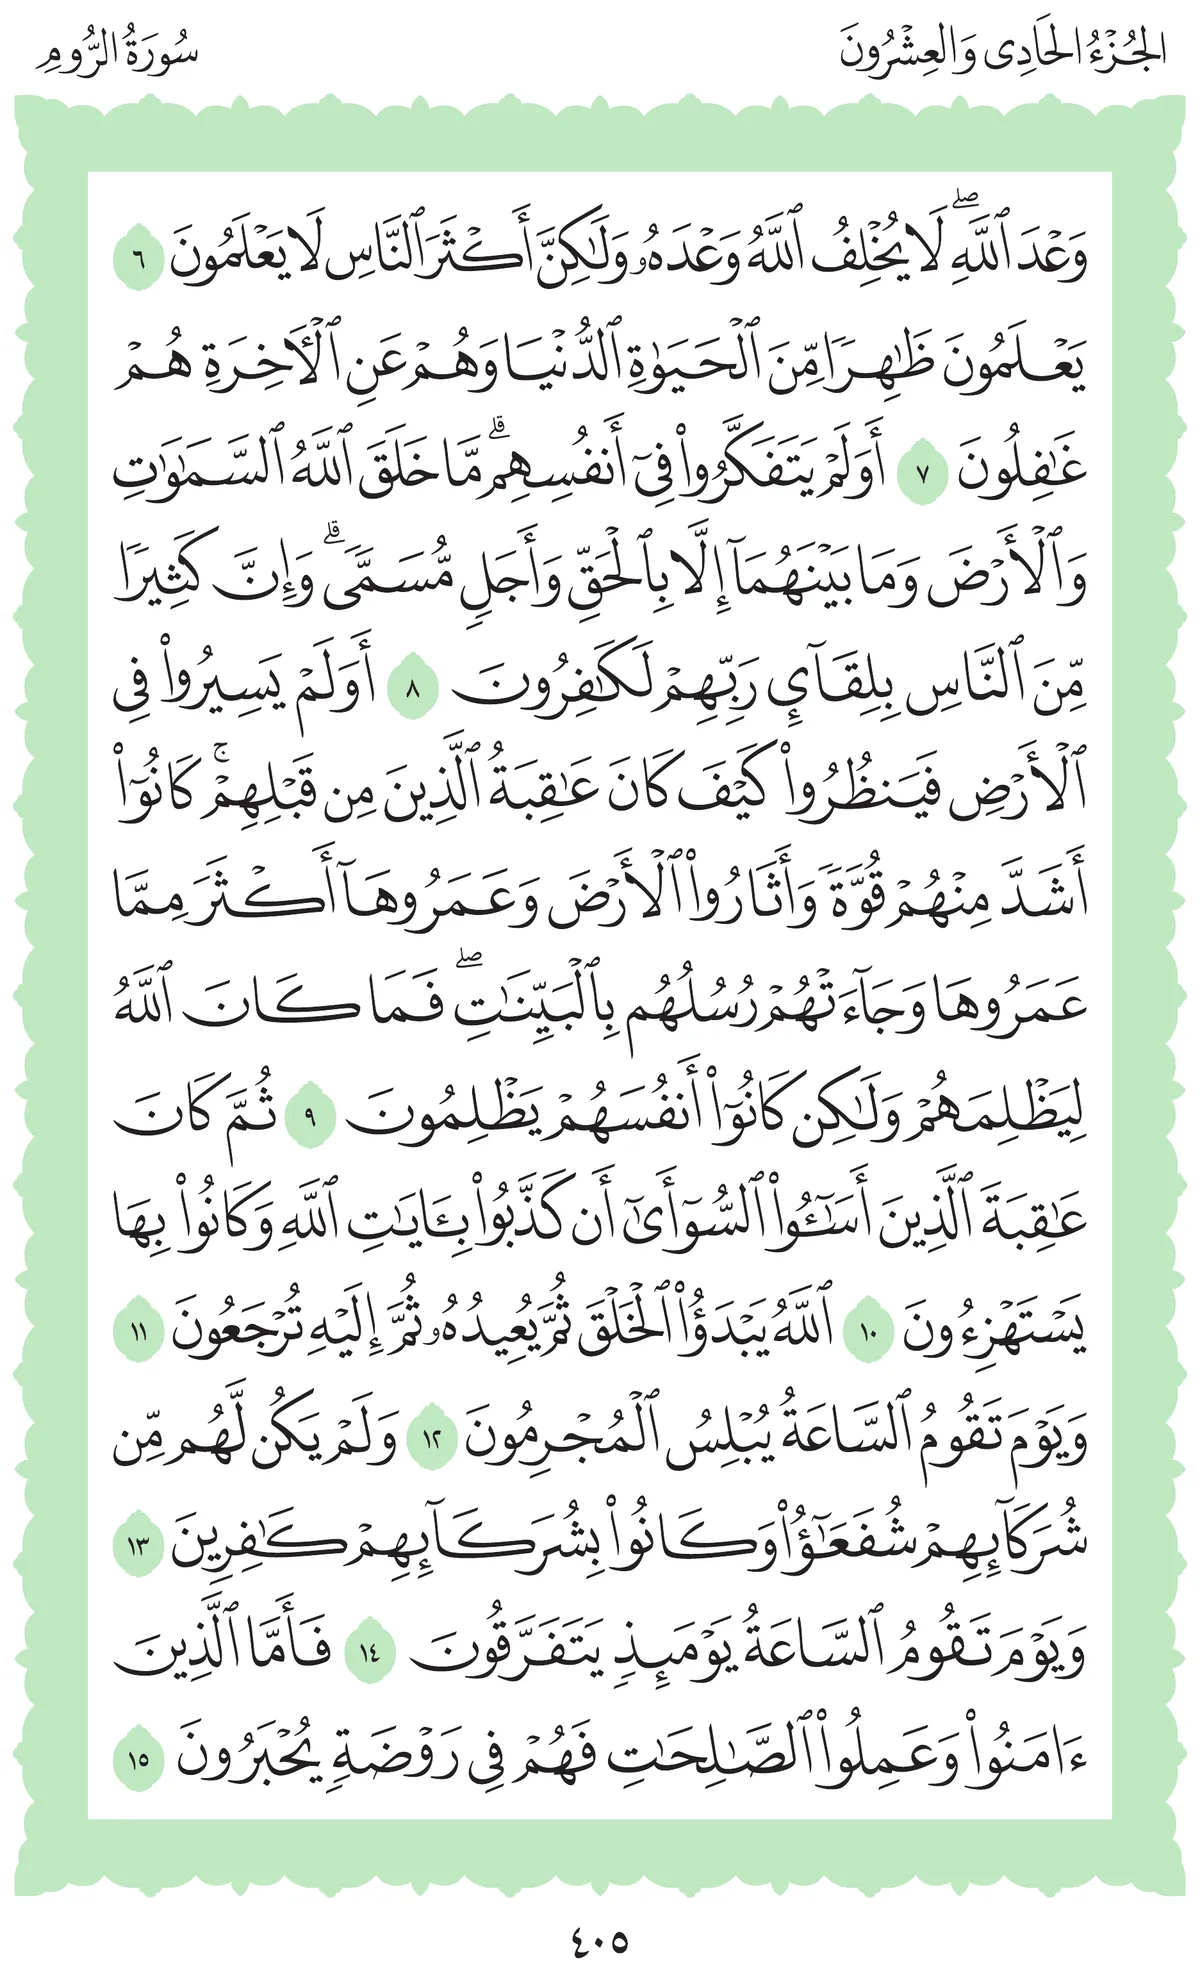 الجُزْءُ الحَادِي وَالعِشْرُونَ
سُورَةُ الرُّومِ
وَعْدَ ٱللَّهِۖ لَا يُخْلِفُ ٱللَّهُ وَعْدَهُۥ وَلَٰكِنَّ أَكْثَرَ ٱلنَّاسِ لَا يَعْلَمُونَ ٦
يَعْلَمُونَ ظَٰهِرًا مِّنَ ٱلْحَيَوٰةِ ٱلدُّنْيَا وَهُمْ عَنِ ٱلْأٓخِرَةِ هُمْ
غَٰفِلُونَ ٧ أَوَلَمْ يَتَفَكَّرُوا۟ فِىٓ أَنفُسِهِمۗ مَّا خَلَقَ ٱللَّهُ ٱلسَّمَٰوَٰتِ
وَٱلْأَرْضَ وَمَا بَيْنَهُمَآ إِلَّا بِٱلْحَقِّ وَأَجَلٍ مُّسَمًّىۗ وَإِنَّ كَثِيرًا
مِّنَ ٱلنَّاسِ بِلِقَآئِ رَبِّهِمْ لَكَٰفِرُونَ ٨ أَوَلَمْ يَسِيرُوا۟ فِى
ٱلْأَرْضِ فَيَنظُرُوا۟ كَيْفَ كَانَ عَٰقِبَةُ ٱلَّذِينَ مِن قَبْلِهِمْۚ كَانُوٓا۟
أَشَدَّ مِنْهُمْ قُوَّةً وَأَثَارُوا۟ ٱلْأَرْضَ وَعَمَرُوهَآ أَكْثَرَ مِمَّا
عَمَرُوهَا وَجَآءَتْهُمْ رُسُلُهُم بِٱلْبَيِّنَٰتِۖ فَمَا كَانَ ٱللَّهُ
لِيَظْلِمَهُمْ وَلَٰكِن كَانُوٓا۟ أَنفُسَهُمْ يَظْلِمُونَ ٩ ثُمَّ كَانَ
عَٰقِبَةَ ٱلَّذِينَ أَسَٰٓـُٔوا۟ ٱلسُّوٓأَىٰٓ أَن كَذَّبُوا۟ بِـَٔايَٰتِ ٱللَّهِ وَكَانُوا۟ بِهَا
يَسْتَهْزِءُونَ ١٠ ٱللَّهُ يَبْدَؤُا۟ ٱلْخَلْقَ ثُمَّ يُعِيدُهُۥ ثُمَّ إِلَيْهِ تُرْجَعُونَ ١١
وَيَوْمَ تَقُومُ ٱلسَّاعَةُ يُبْلِسُ ٱلْمُجْرِمُونَ ١٢ وَلَمْ يَكُن لَّهُم مِّن
شُرَكَآئِهِمْ شُفَعَٰٓؤُا۟ وَكَانُوا۟ بِشُرَكَآئِهِمْ كَٰفِرِينَ ١٣
وَيَوْمَ تَقُومُ ٱلسَّاعَةُ يَوْمَئِذٍ يَتَفَرَّقُونَ ١٤ فَأَمَّا ٱلَّذِينَ
ءَامَنُوا۟ وَعَمِلُوا۟ ٱلصَّٰلِحَٰتِ فَهُمْ فِى رَوْضَةٍ يُحْبَرُونَ ١٥
٤٠٥